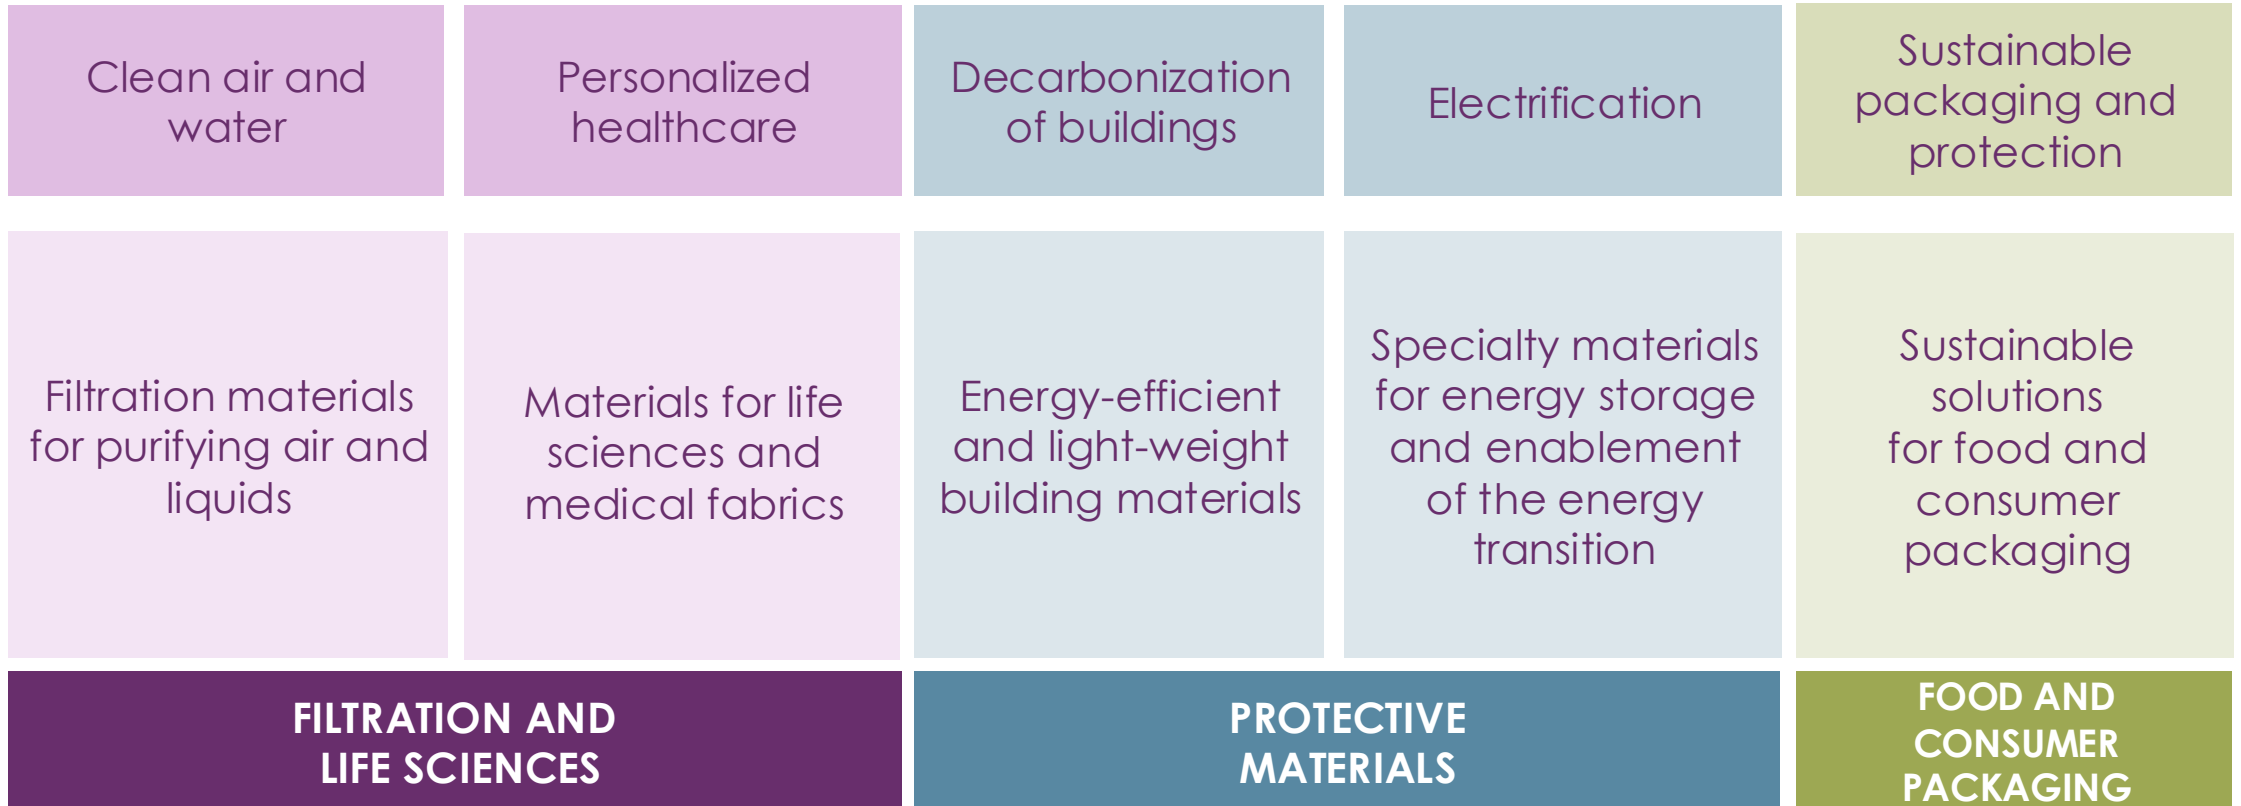 Clean air and
water
Personalized
healthcare
Decarbonization
of buildings
Electrification
Sustainable
packaging and
protection
Filtration materials
for purifying air and
liquids
Materials for life
sciences and
medical fabrics
Energy-efficient
and light-weight
building materials
Specialty materials
for energy storage
and enablement
of the energy
transition
Sustainable
solutions
for food and
consumer
packaging
FILTRATION AND
LIFE SCIENCES
PROTECTIVE
MATERIALS
FOOD AND
CONSUMER
PACKAGING